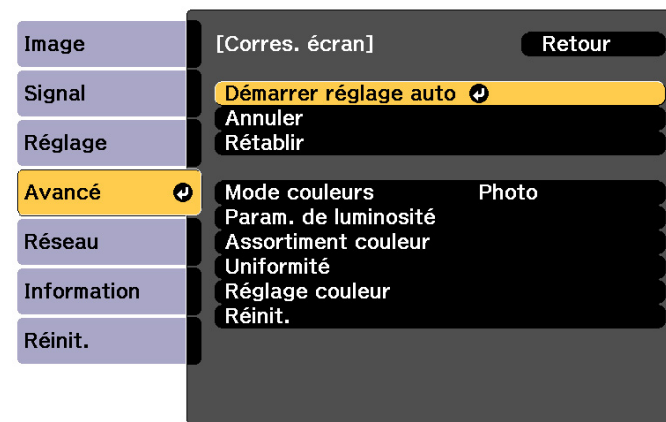 Image
Signal
Réglage
Avancé
Réseau
Information
Réinit.
[Corres. écran] Retour
Démarrer réglage auto
Annuler
Rétablir
Mode couleurs Photo
Param. de luminosité
Assortiment couleur
Uniformité
Réglage couleur
Réinit.